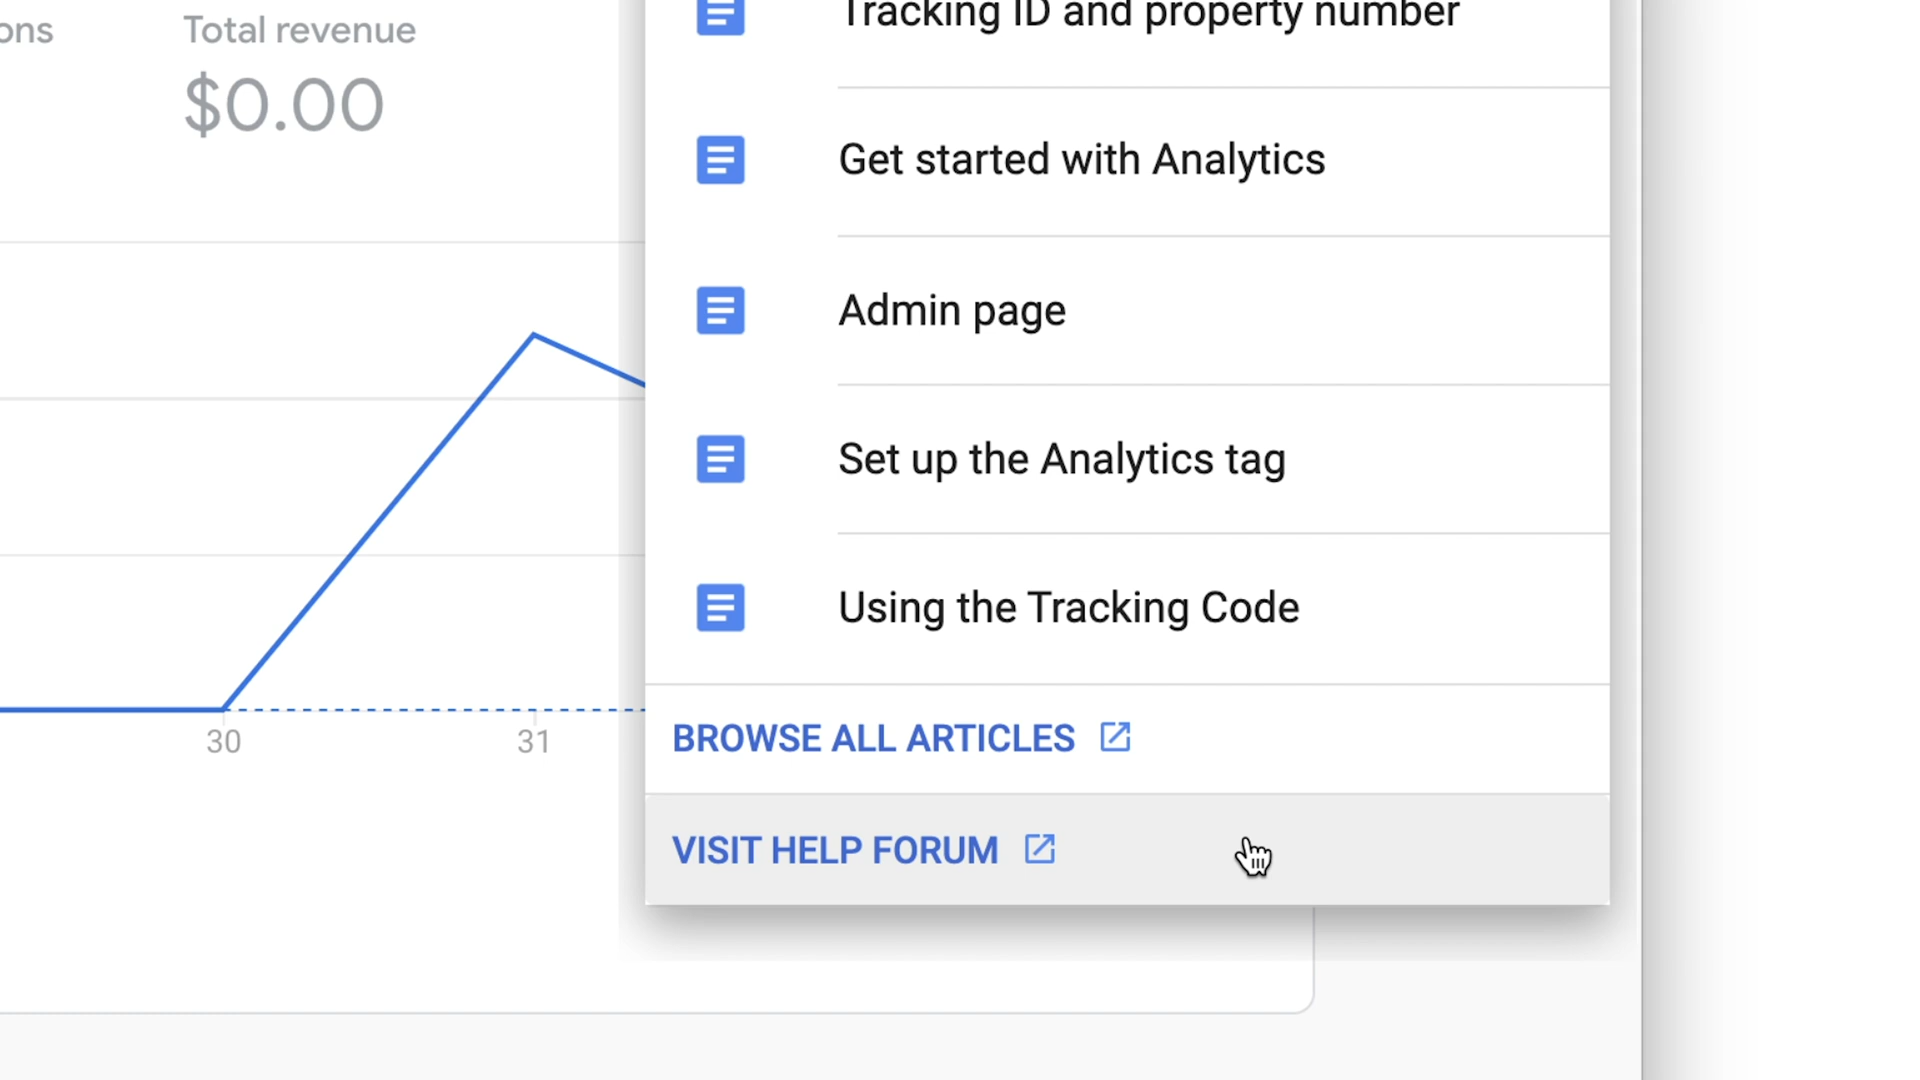 ons
Total revenue
$0.00
Tracking ID and property number
Get started with Analytics
Admin page
Set up the Analytics tag
Using the Tracking Code
30
31
BROWSE ALL ARTICLES
VISIT HELP FORUM